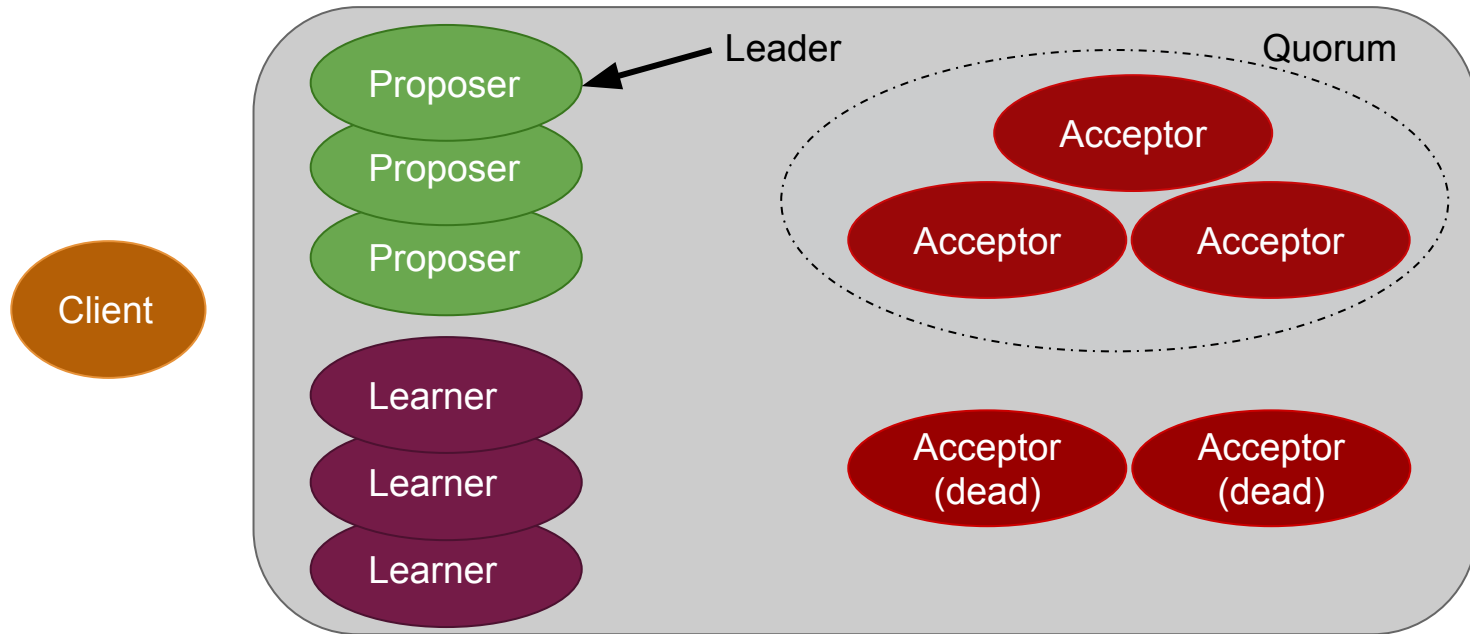 Proposer
Leader
Quorum
Acceptor
Proposer
Acceptor
Acceptor
Proposer
Client
Learner
Learner
Learner
Acceptor
(dead)
Acceptor
(dead)